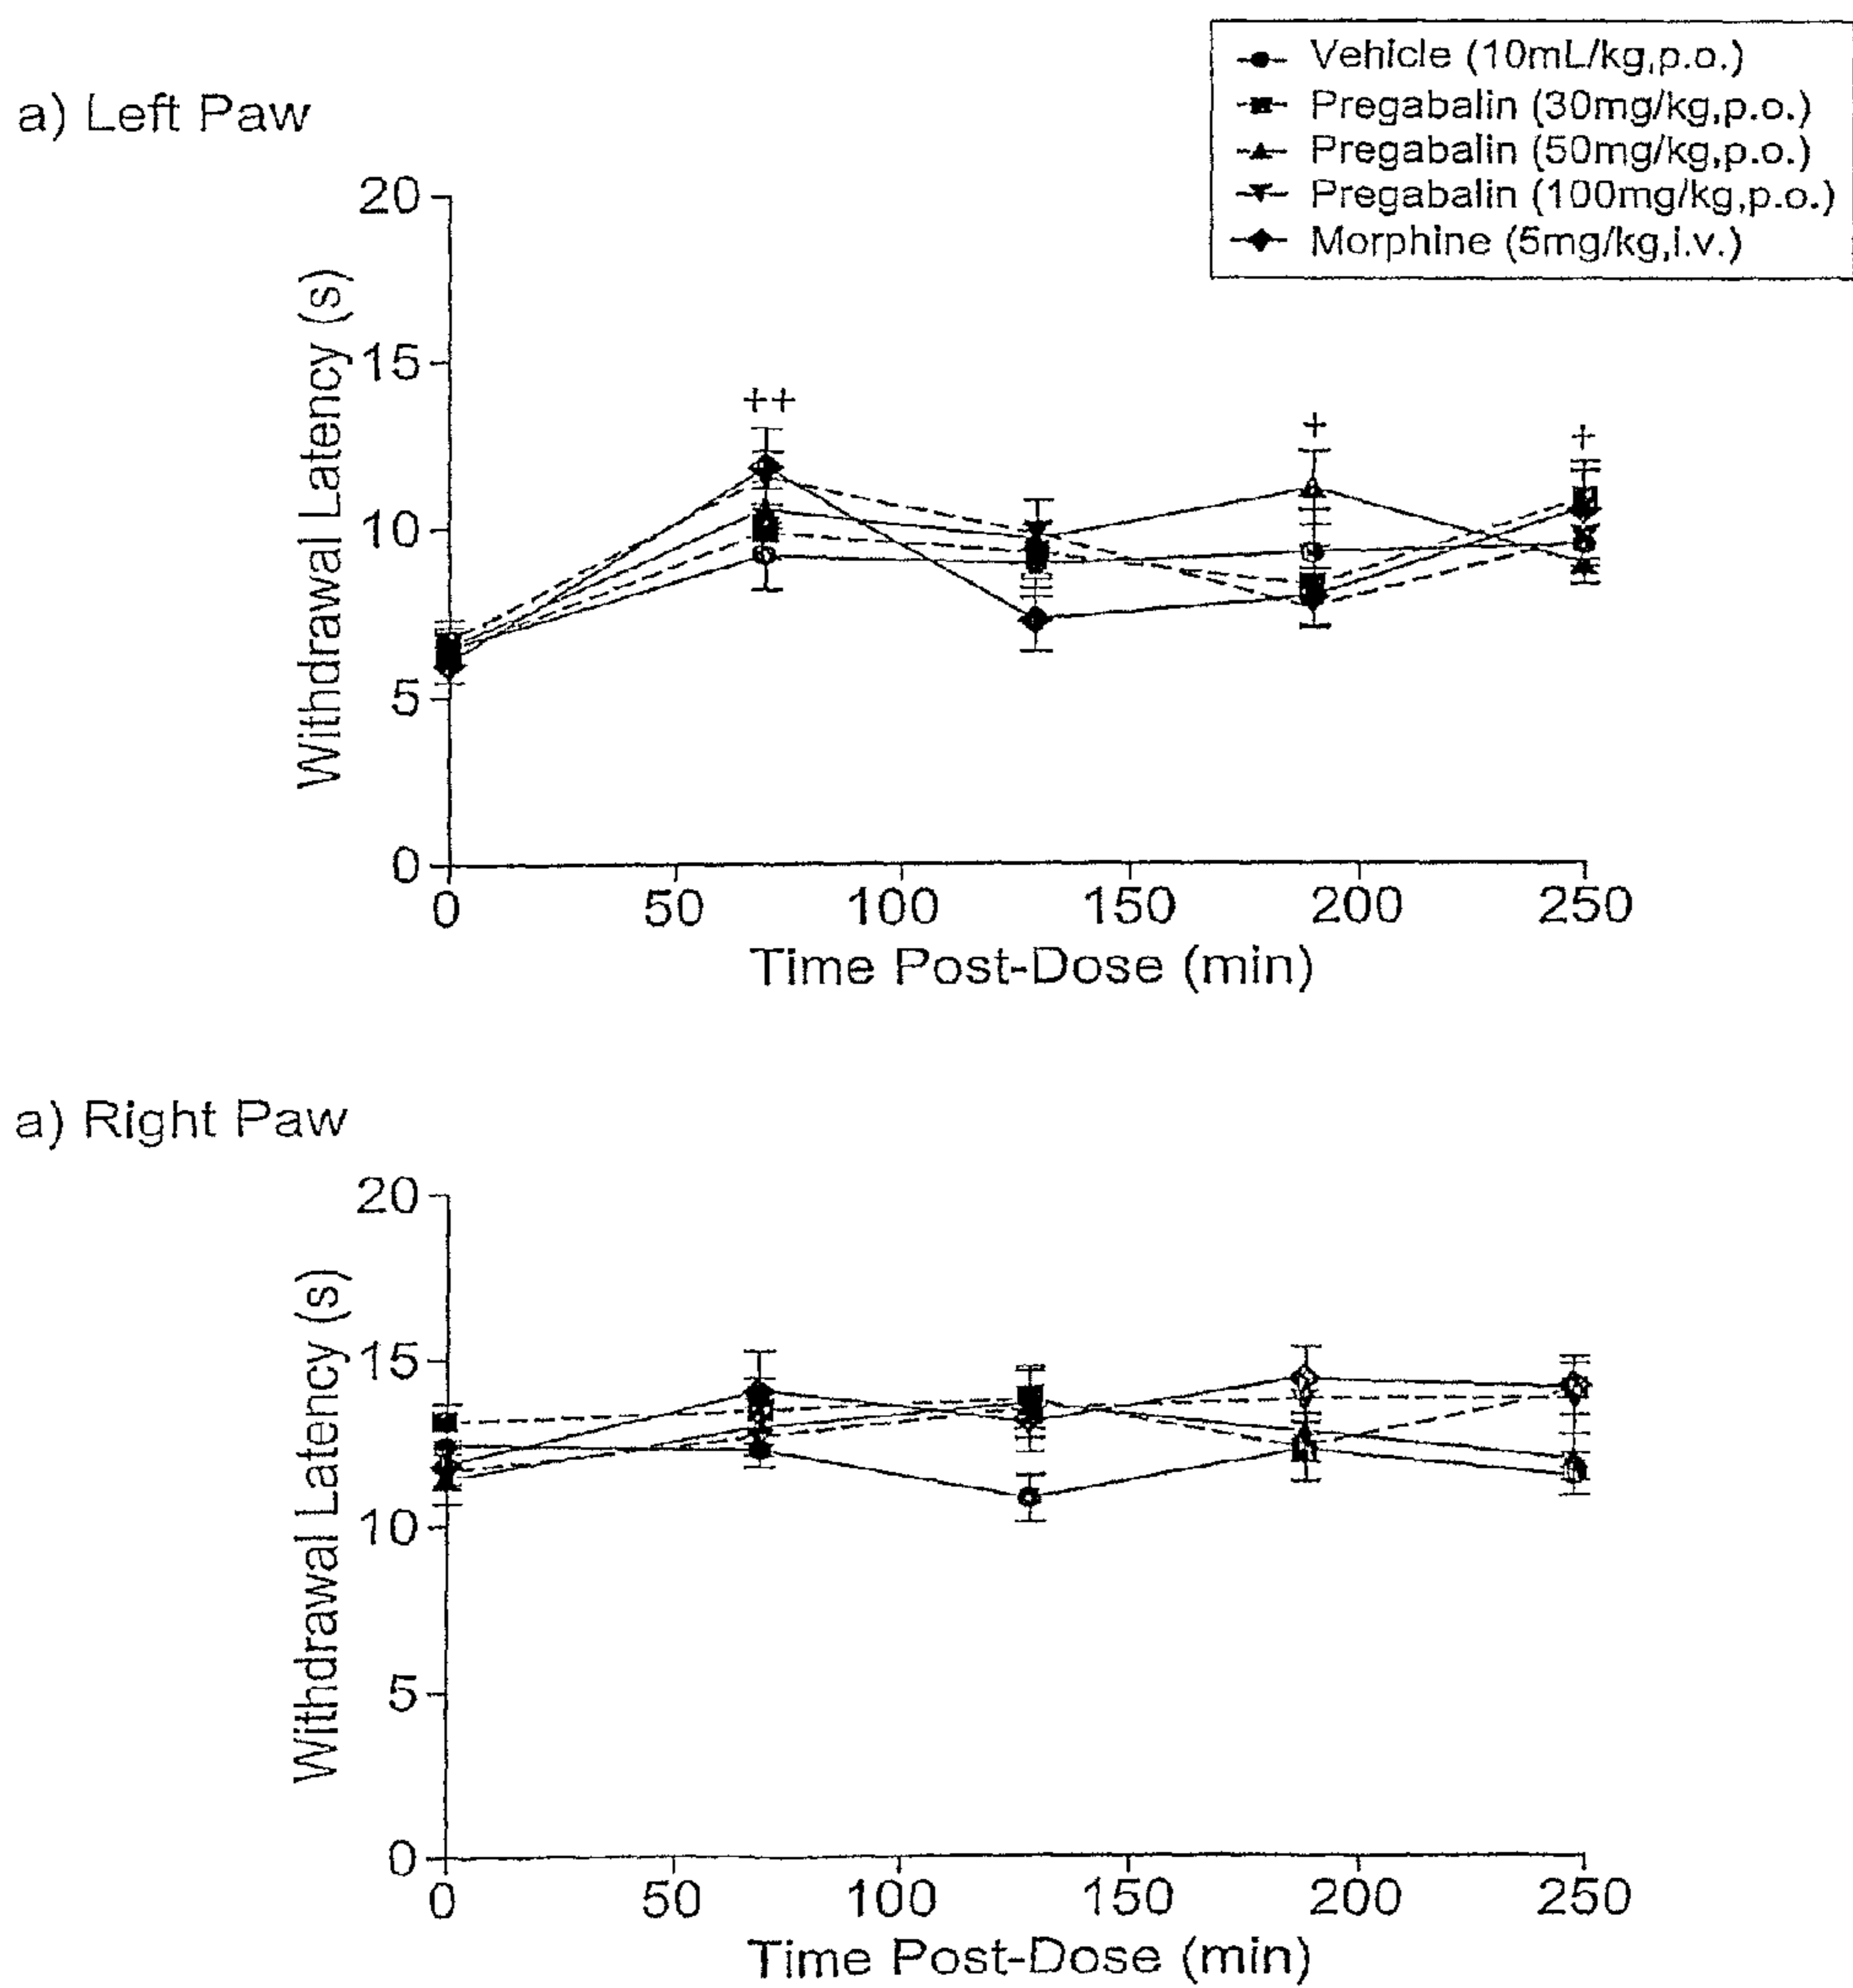 Vehicle (10mL/kg,p.o.)
Pregabalin (30mg/kg,p.o.)
Pregabalin (50mg/kg,p.o.)
Pregabalin (100mg/kg,p.o.)
Morphine (5mg/kg,i.v.)
a) Left Paw
20
15
10
5
0
Withdrawal Latency (s)
++
+
+
0 50 100 150 200 250
Time Post-Dose (min)
a) Right Paw
20
15
10
5
0
Withdrawal Latency (s)
0 50 100 150 200 250
Time Post-Dose (min)